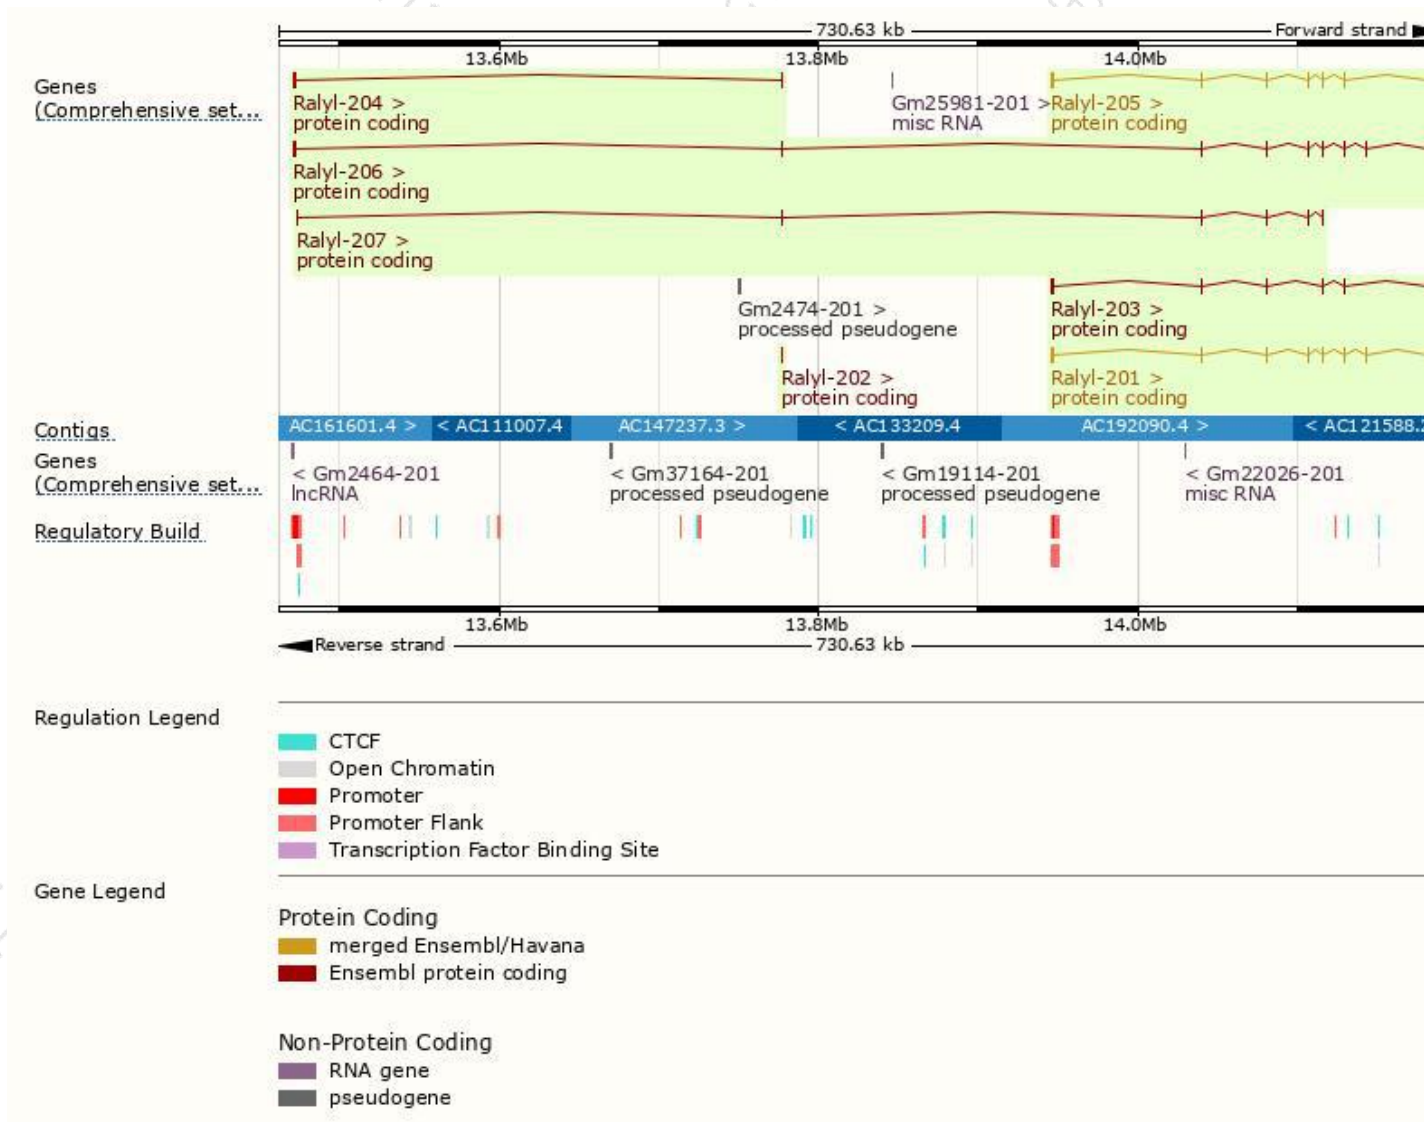 730.63 kb
Forward strand
13.6Mb 13.8Mb 14.0Mb
Genes
(Comprehensive set...
Ralyl-204 >
protein coding
Gm25981-201 >
misc RNA
Ralyl-205 >
protein coding
Ralyl-206 >
protein coding
Ralyl-207 >
protein coding
Gm2474-201 >
processed pseudogene
Ralyl-203 >
protein coding
Ralyl-202 >
protein coding
Ralyl-201 >
protein coding
Contigs
AC161601.4 > < AC111007.4 AC147237.3 > < AC133209.4 AC192090.4 > < AC121588.2
Genes
(Comprehensive set...
< Gm2464-201
lncRNA
< Gm37164-201
processed pseudogene
< Gm19114-201
processed pseudogene
< Gm22026-201
misc RNA
Regulatory Build
13.6Mb 13.8Mb 14.0Mb
Reverse strand
730.63 kb
Regulation Legend
CTCF
Open Chromatin
Promoter
Promoter Flank
Transcription Factor Binding Site
Gene Legend
Protein Coding
merged Ensembl/Havana
Ensembl protein coding
Non-Protein Coding
RNA gene
pseudogene